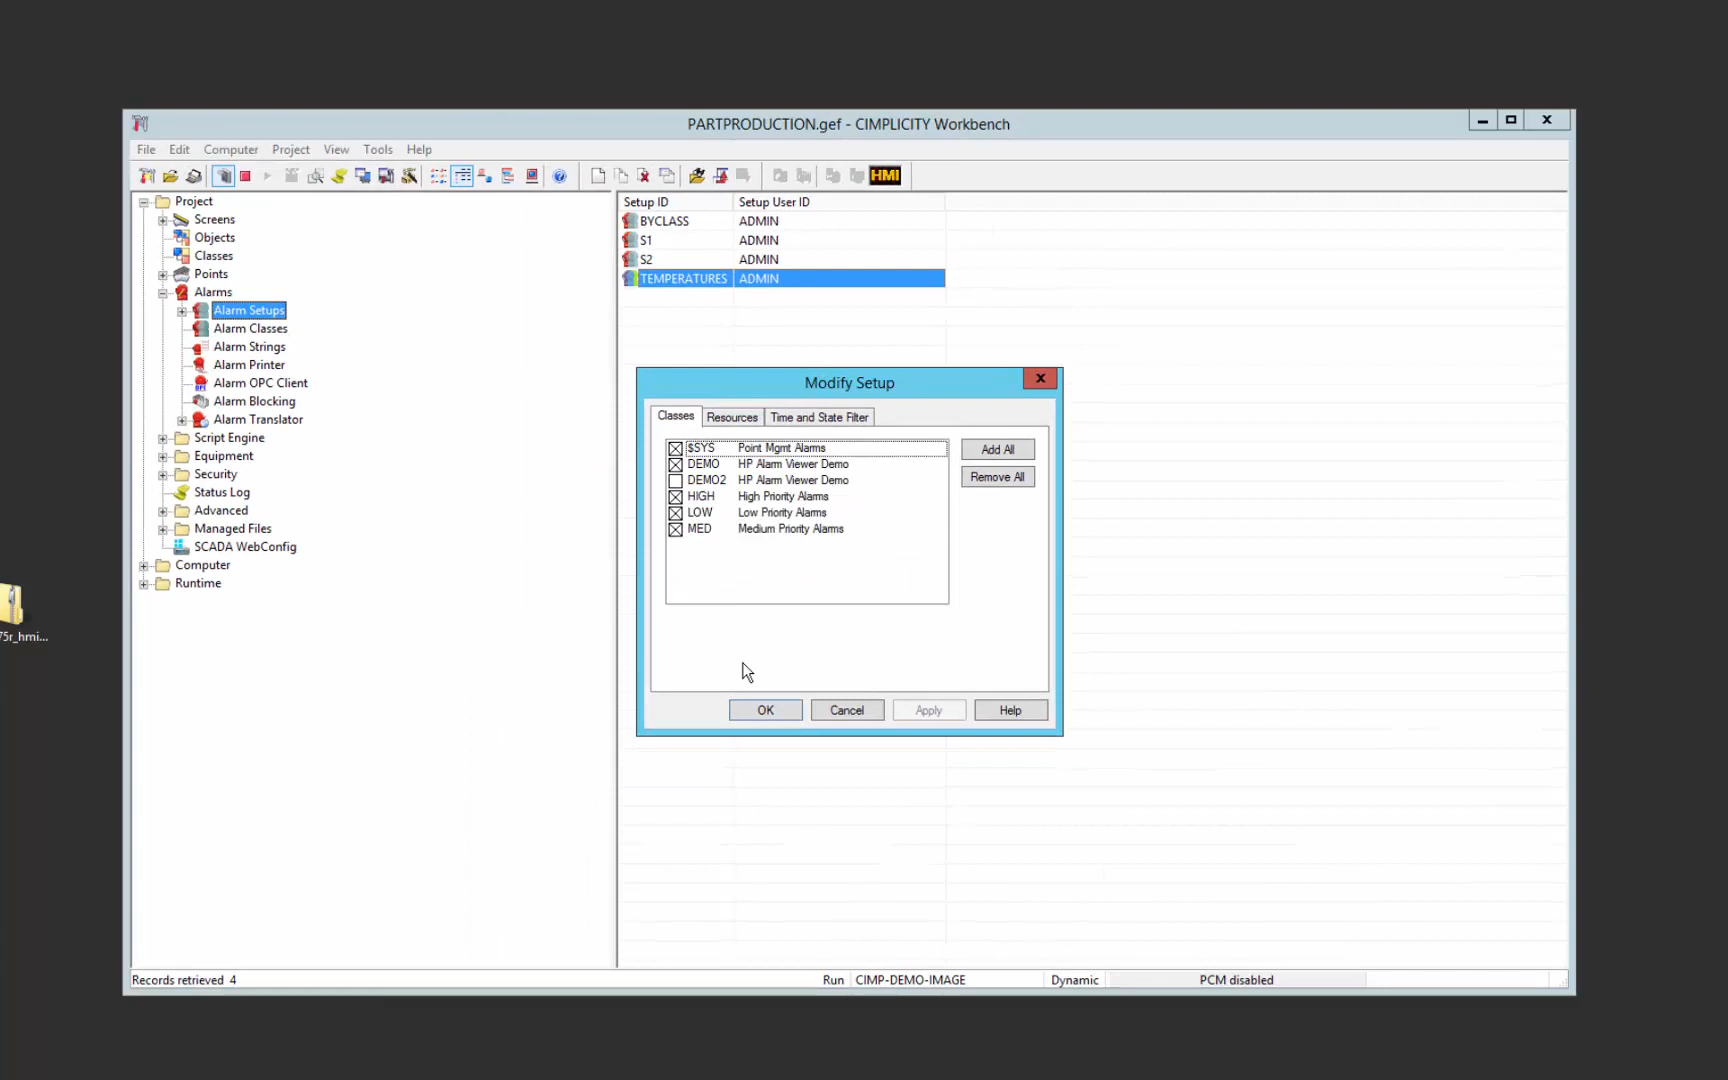 PARTPRODUCTION.gef - CIMPLICITY Workbench
File Edit Computer Project View Tools Help
HMI
Project
Screens
Objects
Classes
Points
Alarms
Alarm Setups
Alarm Classes
Alarm Strings
Alarm Printer
Alarm OPC Client
Alarm Blocking
Alarm Translator
Script Engine
Equipment
Security
Status Log
Advanced
Managed Files
SCADA WebConfig
Computer
Runtime
Setup ID Setup User ID
BYCLASS ADMIN
S1 ADMIN
S2 ADMIN
TEMPERATURES ADMIN
Modify Setup
Classes Resources Time and State Filter
$SYS Point Mgmt Alarms
DEMO HP Alarm Viewer Demo
DEMO2 HP Alarm Viewer Demo
HIGH High Priority Alarms
LOW Low Priority Alarms
MED Medium Priority Alarms
Add All
Remove All
OK Cancel Apply Help
75r_hmi...
Records retrieved 4 Run CIMP-DEMO-IMAGE Dynamic PCM disabled